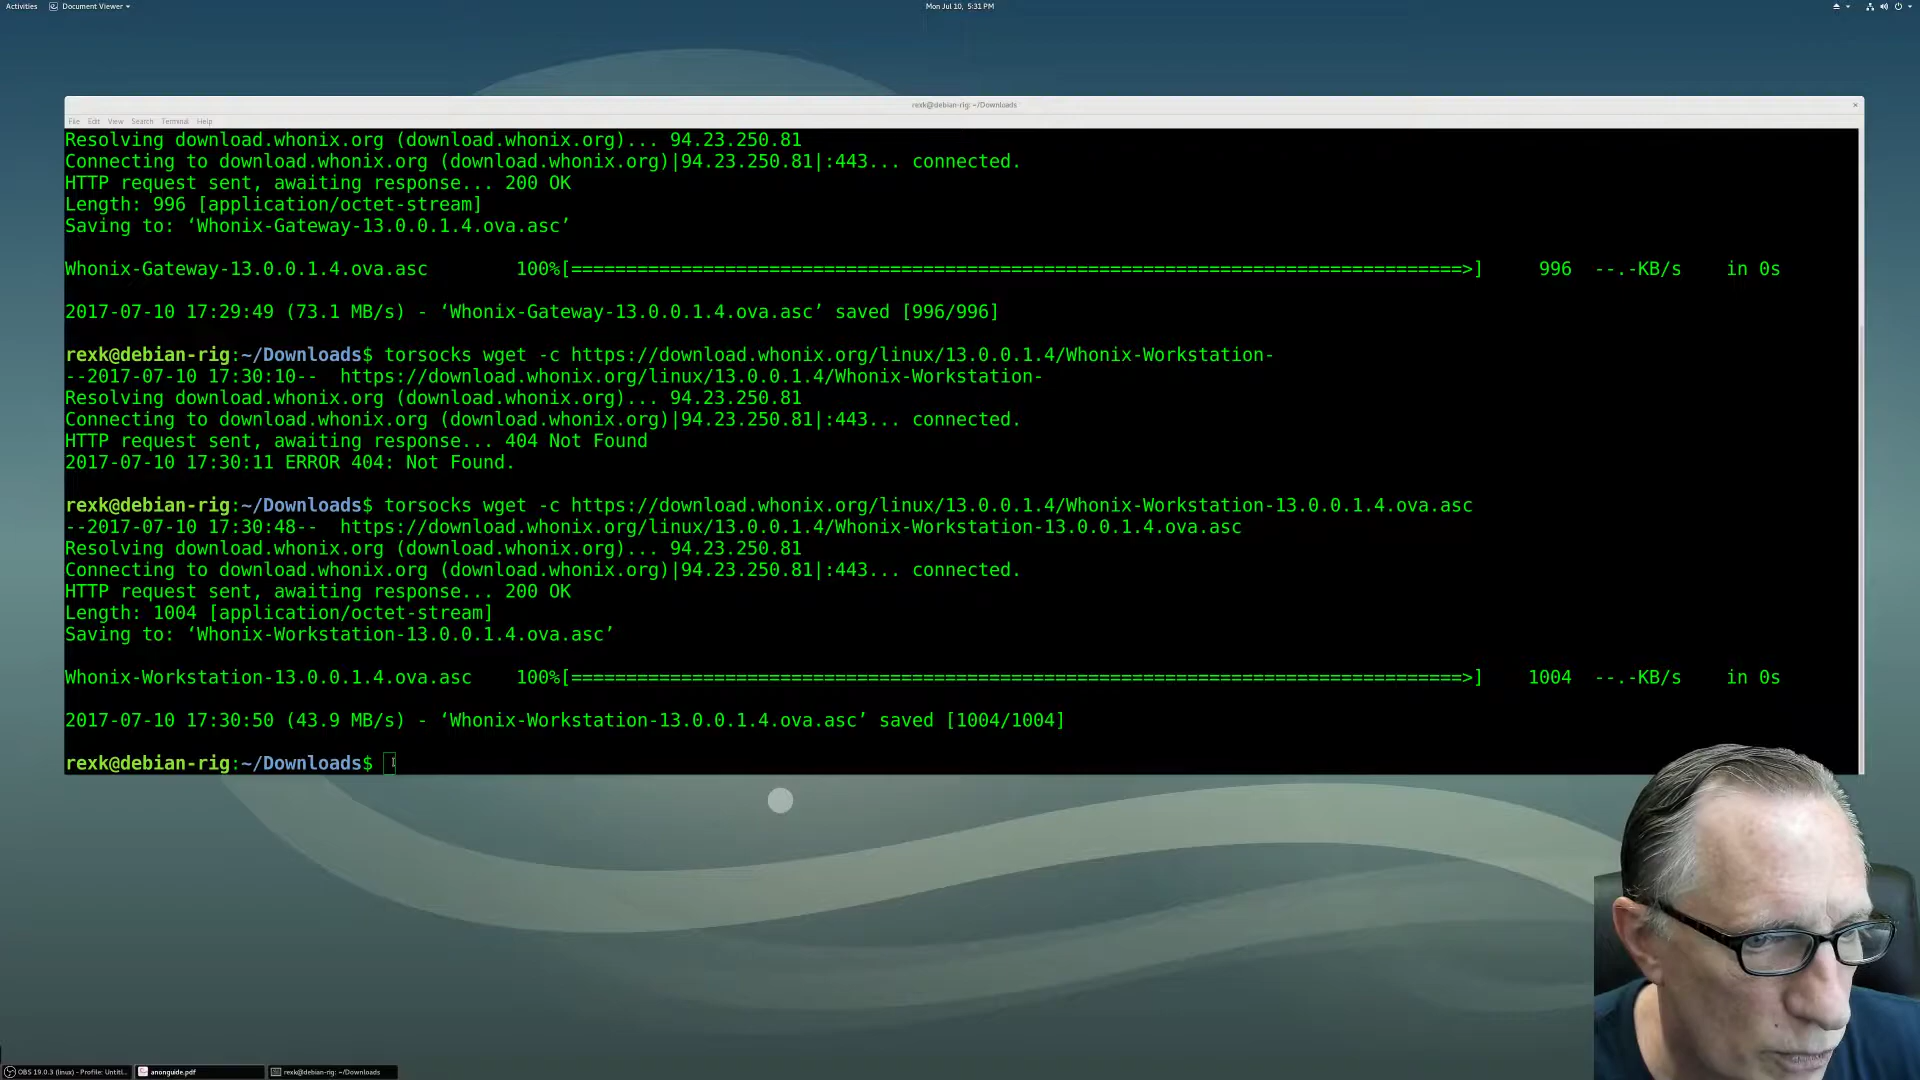 Activities Document Viewer
Mon Jul 10, 5:31 PM
rexk@debian-rig: ~/Downloads
File Edit View Search Terminal Help
Resolving download.whonix.org (download.whonix.org)... 94.23.250.81
Connecting to download.whonix.org (download.whonix.org)|94.23.250.81|:443... connected.
HTTP request sent, awaiting response... 200 OK
Length: 996 [application/octet-stream]
Saving to: ‘Whonix-Gateway-13.0.0.1.4.ova.asc’
Whonix-Gateway-13.0.0.1.4.ova.asc 100%[=================================================================================>] 996 --.-KB/s in 0s
2017-07-10 17:29:49 (73.1 MB/s) - ‘Whonix-Gateway-13.0.0.1.4.ova.asc’ saved [996/996]
rexk@debian-rig:~/Downloads$ torsocks wget -c https://download.whonix.org/linux/13.0.0.1.4/Whonix-Workstation-
--2017-07-10 17:30:10-- https://download.whonix.org/linux/13.0.0.1.4/Whonix-Workstation-
Resolving download.whonix.org (download.whonix.org)... 94.23.250.81
Connecting to download.whonix.org (download.whonix.org)|94.23.250.81|:443... connected.
HTTP request sent, awaiting response... 404 Not Found
2017-07-10 17:30:11 ERROR 404: Not Found.
rexk@debian-rig:~/Downloads$ torsocks wget -c https://download.whonix.org/linux/13.0.0.1.4/Whonix-Workstation-13.0.0.1.4.ova.asc
--2017-07-10 17:30:48-- https://download.whonix.org/linux/13.0.0.1.4/Whonix-Workstation-13.0.0.1.4.ova.asc
Resolving download.whonix.org (download.whonix.org)... 94.23.250.81
Connecting to download.whonix.org (download.whonix.org)|94.23.250.81|:443... connected.
HTTP request sent, awaiting response... 200 OK
Length: 1004 [application/octet-stream]
Saving to: ‘Whonix-Workstation-13.0.0.1.4.ova.asc’
Whonix-Workstation-13.0.0.1.4.ova.asc 100%[=================================================================================>] 1004 --.-KB/s in 0s
2017-07-10 17:30:50 (43.9 MB/s) - ‘Whonix-Workstation-13.0.0.1.4.ova.asc’ saved [1004/1004]
rexk@debian-rig:~/Downloads$
OBS 19.0.3 (linux) - Profile: Untitl... anonguide.pdf rexk@debian-rig: ~/Downloads